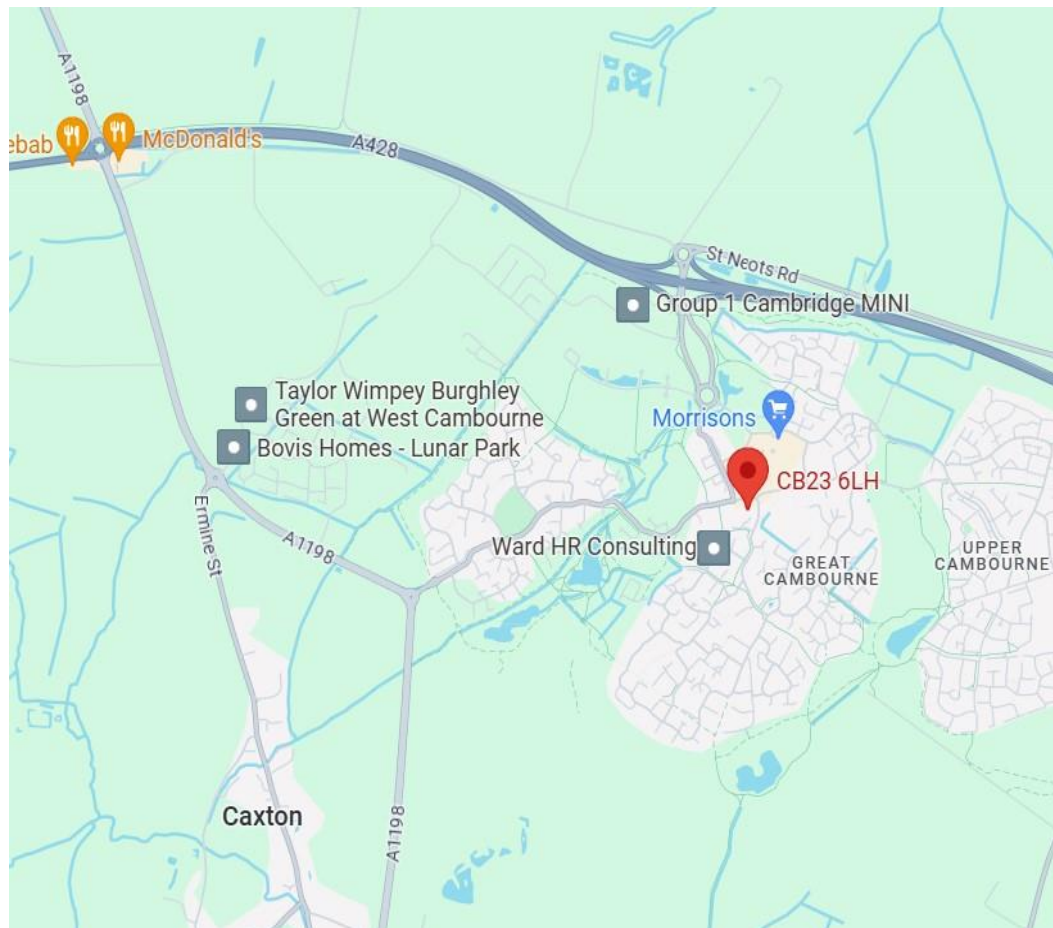 A1198
ebab
McDonald's
A428
St Neots Rd
Group 1 Cambridge MINI
Taylor Wimpey Burghley
Green at West Cambourne
Bovis Homes - Lunar Park
Morrisons
CB23 6LH
Ermine St
A1198
Ward HR Consulting
GREAT
CAMBOURNE
UPPER
CAMBOURNE
Caxton
A1198